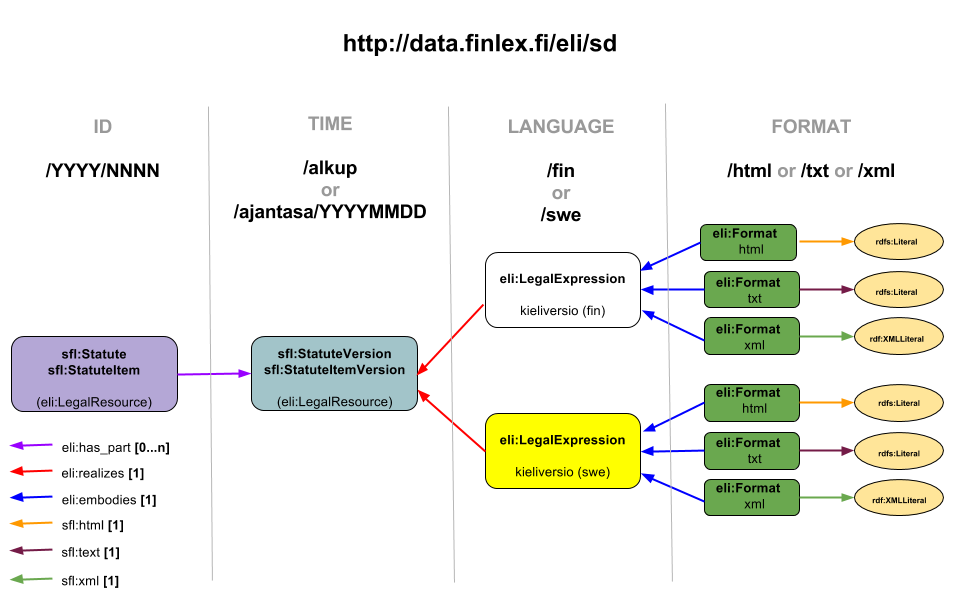 http://data.finlex.fi/eli/sd
ID
TIME
LANGUAGE
FORMAT
/YYYY/NNNN
/alkup
or
/ajantasa/YYYYMMDD
/fin
or
/swe
/html or /txt or /xml
eli:Format
html
rdfs:Literal
eli:Format
txt
rdfs:Literal
eli:Format
xml
rdf:XMLLiteral
eli:LegalExpression
kieliversio (fin)
sfl:Statute
sfl:StatuteItem
(eli:LegalResource)
sfl:StatuteVersion
sfl:StatuteItemVersion
(eli:LegalResource)
eli:LegalExpression
kieliversio (swe)
eli:Format
html
rdfs:Literal
eli:Format
txt
rdfs:Literal
eli:Format
xml
rdf:XMLLiteral
eli:has_part [0...n]
eli:realizes [1]
eli:embodies [1]
sfl:html [1]
sfl:text [1]
sfl:xml [1]